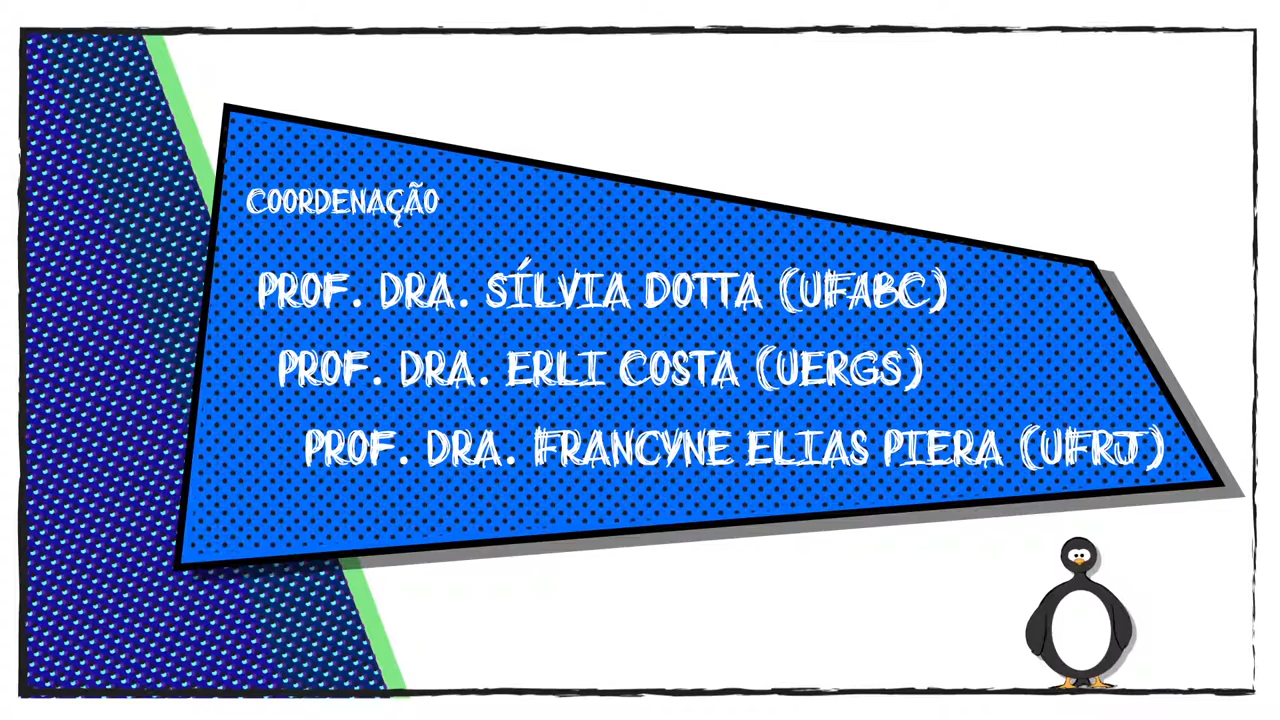 COORDENAÇÃO
PROF. DRA. SÍLVIA DOTTA (UFABC)
PROF. DRA. ERLI COSTA (UERGS)
PROF. DRA. FRANCYNE ELIAS PIERA (UFRJ)